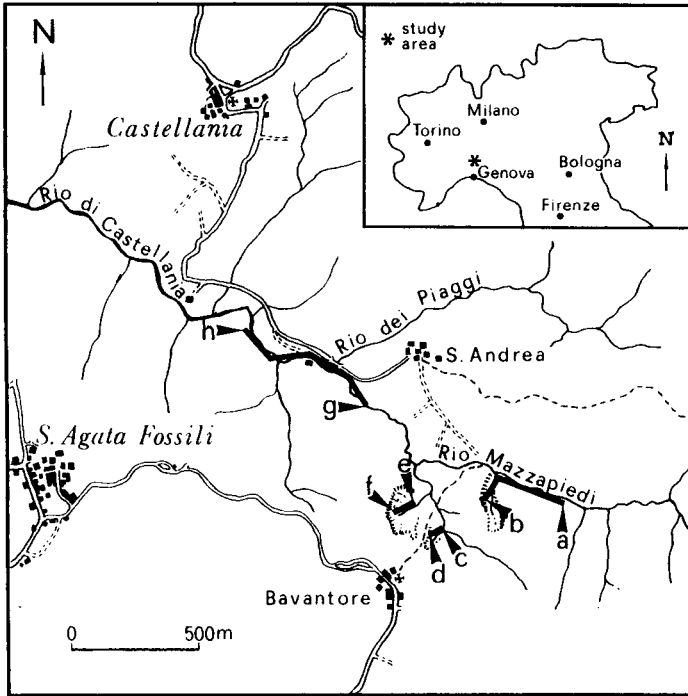 N
Castellania
* study
area
Milano
Torino
N
Genova
Bologna
Firenze
Rio di Castellania
Rio dei Piaggi
h
S. Andrea
g
S. Agata Fossili
Rio Mazzapiedi
e
f
b
a
c
d
Bavantore
0 500m